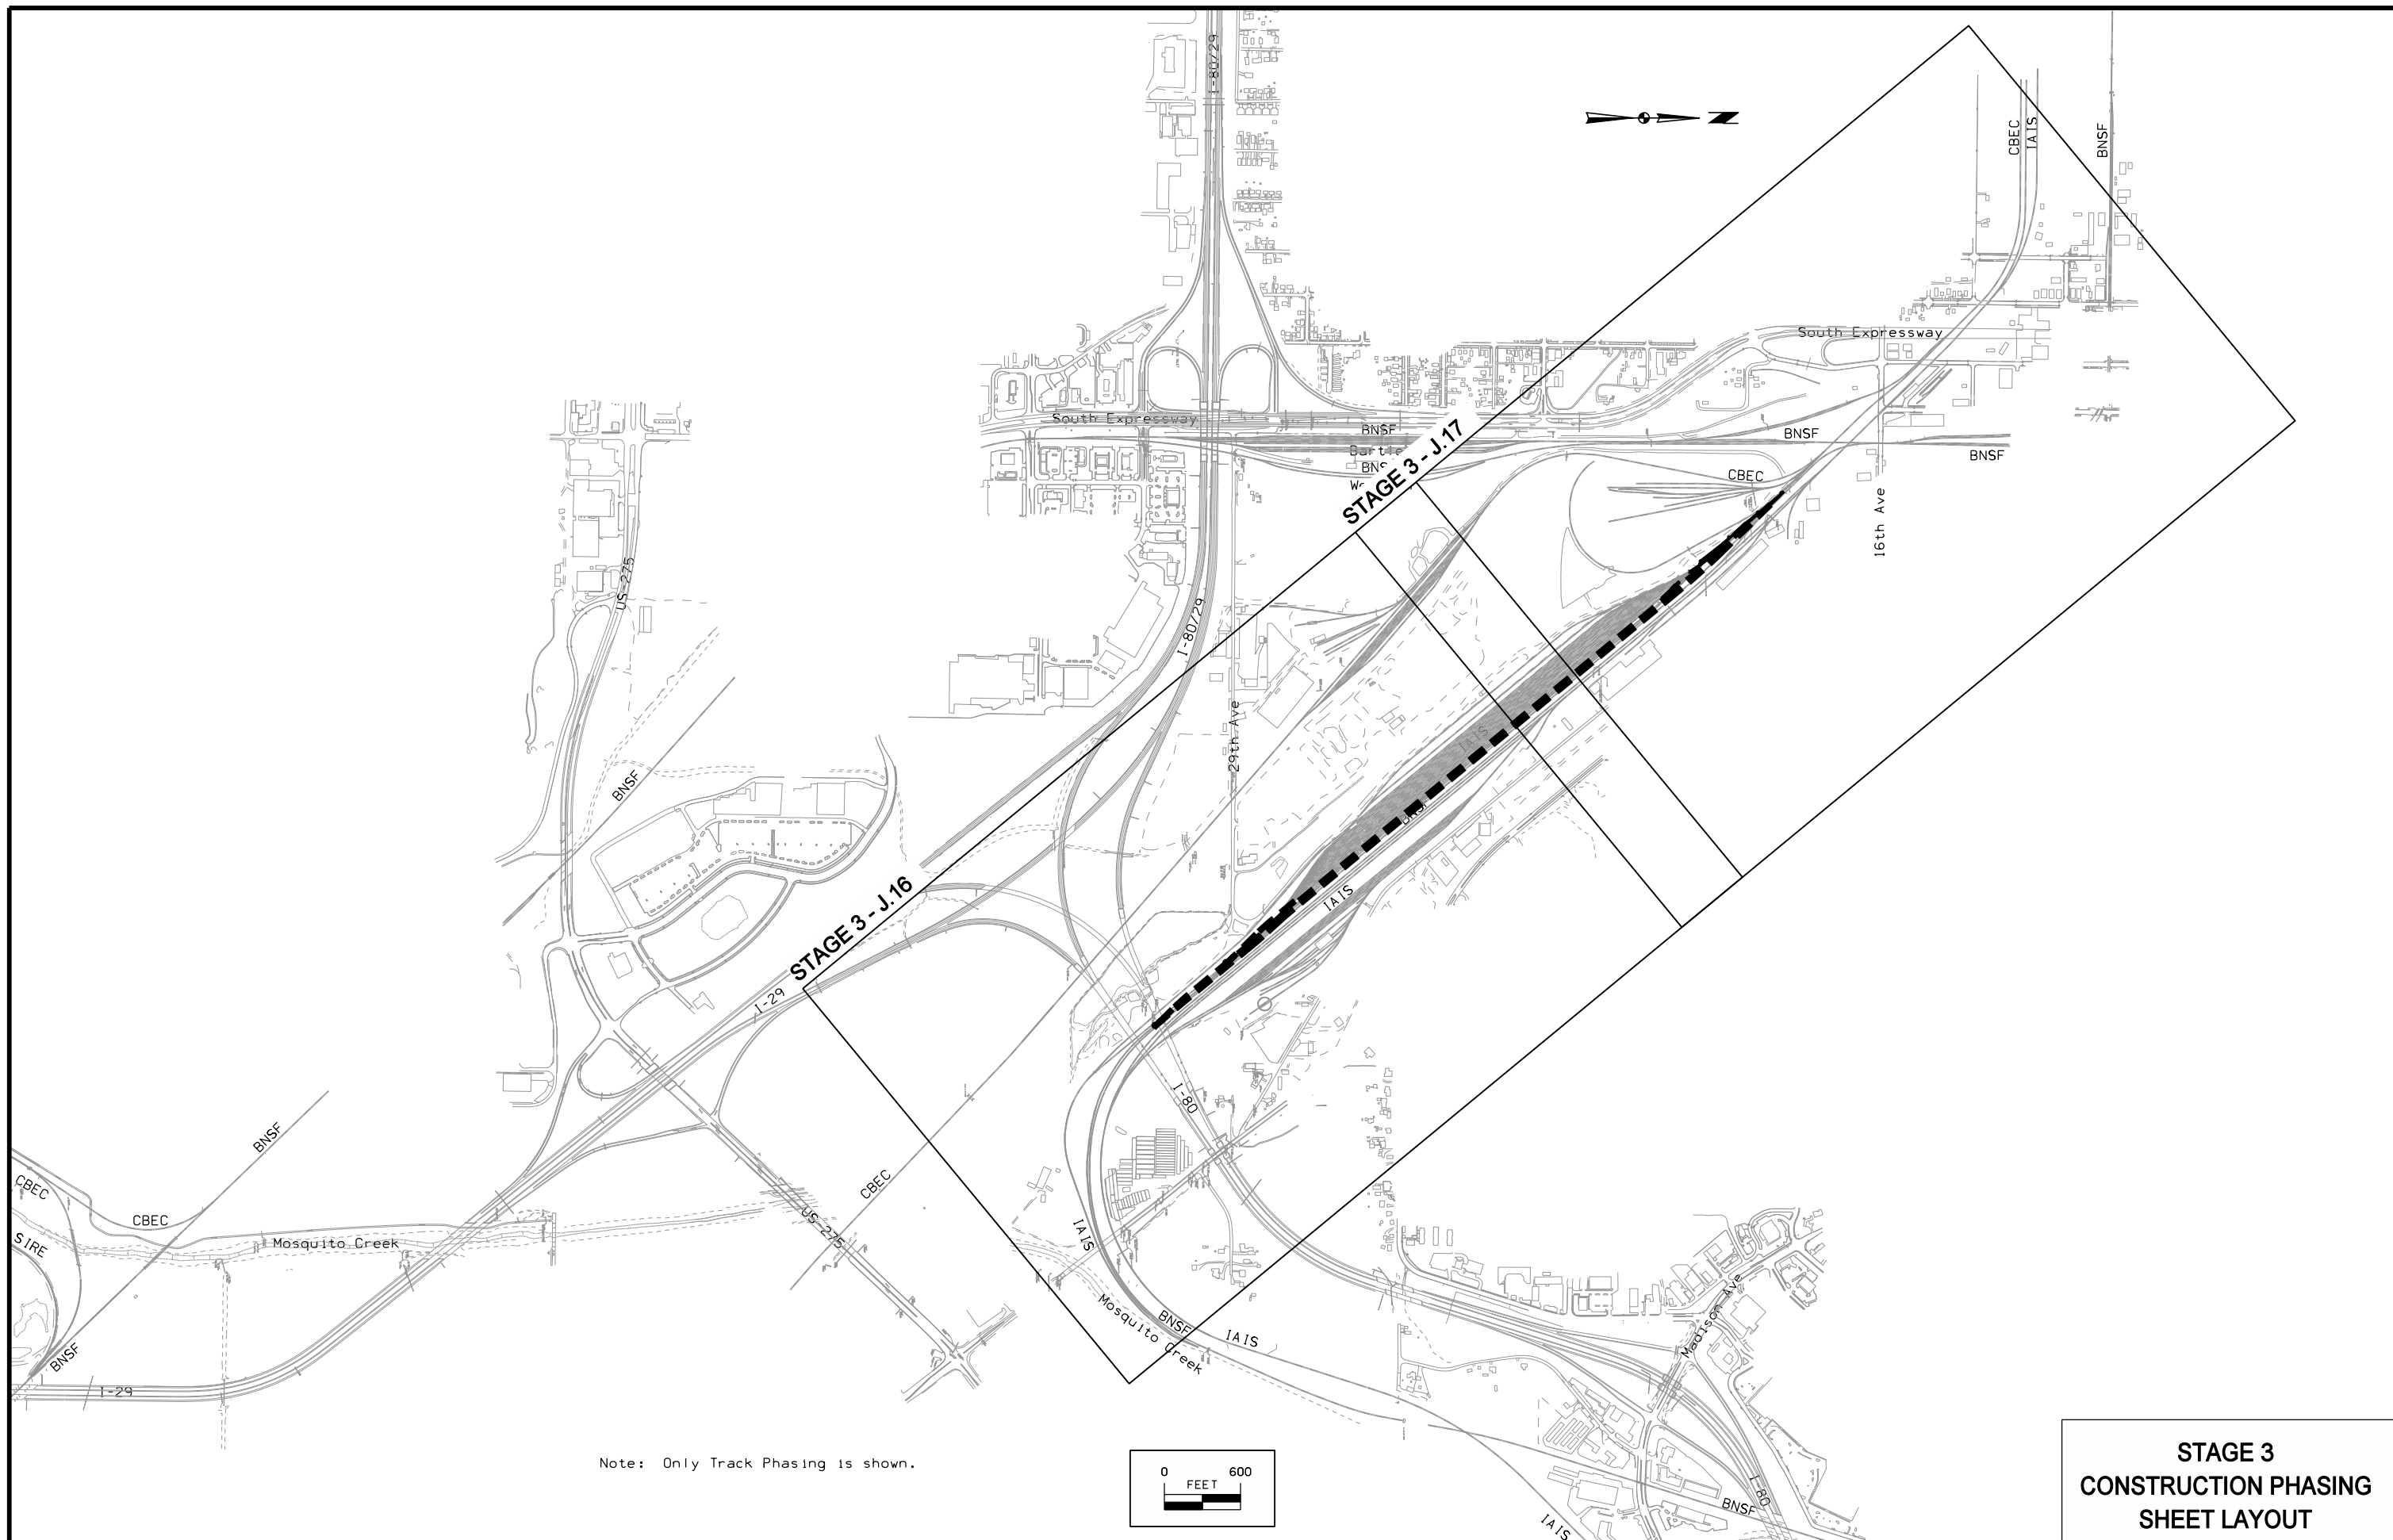 I-80/29
N
CBEC
IAIS
BNSF
South Expressway
South Expressway
BNSF
BNSF
BNSF
CBEC
16th Ave
STAGE 3 - J.17
US 275
I-80/29
29th Ave
IAIS
BNSF
IAIS
STAGE 3 - J.16
I-29
I-80
BNSF
CBEC
CBEC
BNSF
CBEC
SIRE
Mosquito Creek
US 275
IAIS
Mosquito Creek
BNSF
IAIS
Madison Ave
BNSF
I-29
I-80
BNSF
IAIS
Note: Only Track Phasing is shown.
0 600
FEET
STAGE 3
CONSTRUCTION PHASING
SHEET LAYOUT